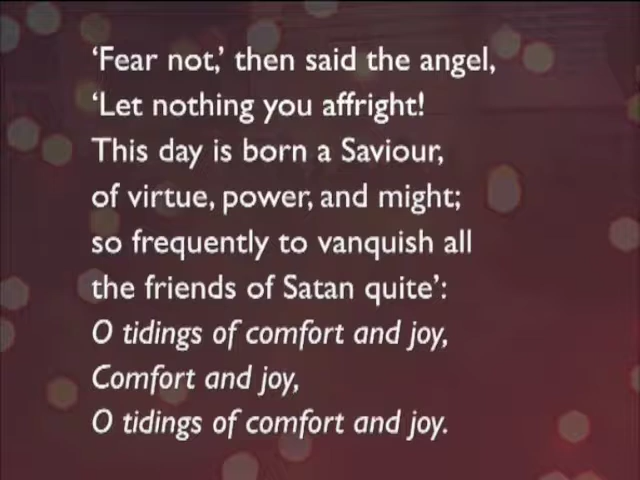 ‘Fear not,’ then said the angel,
‘Let nothing you affright!
This day is born a Saviour,
of virtue, power, and might;
so frequently to vanquish all
the friends of Satan quite’:
O tidings of comfort and joy,
Comfort and joy,
O tidings of comfort and joy.